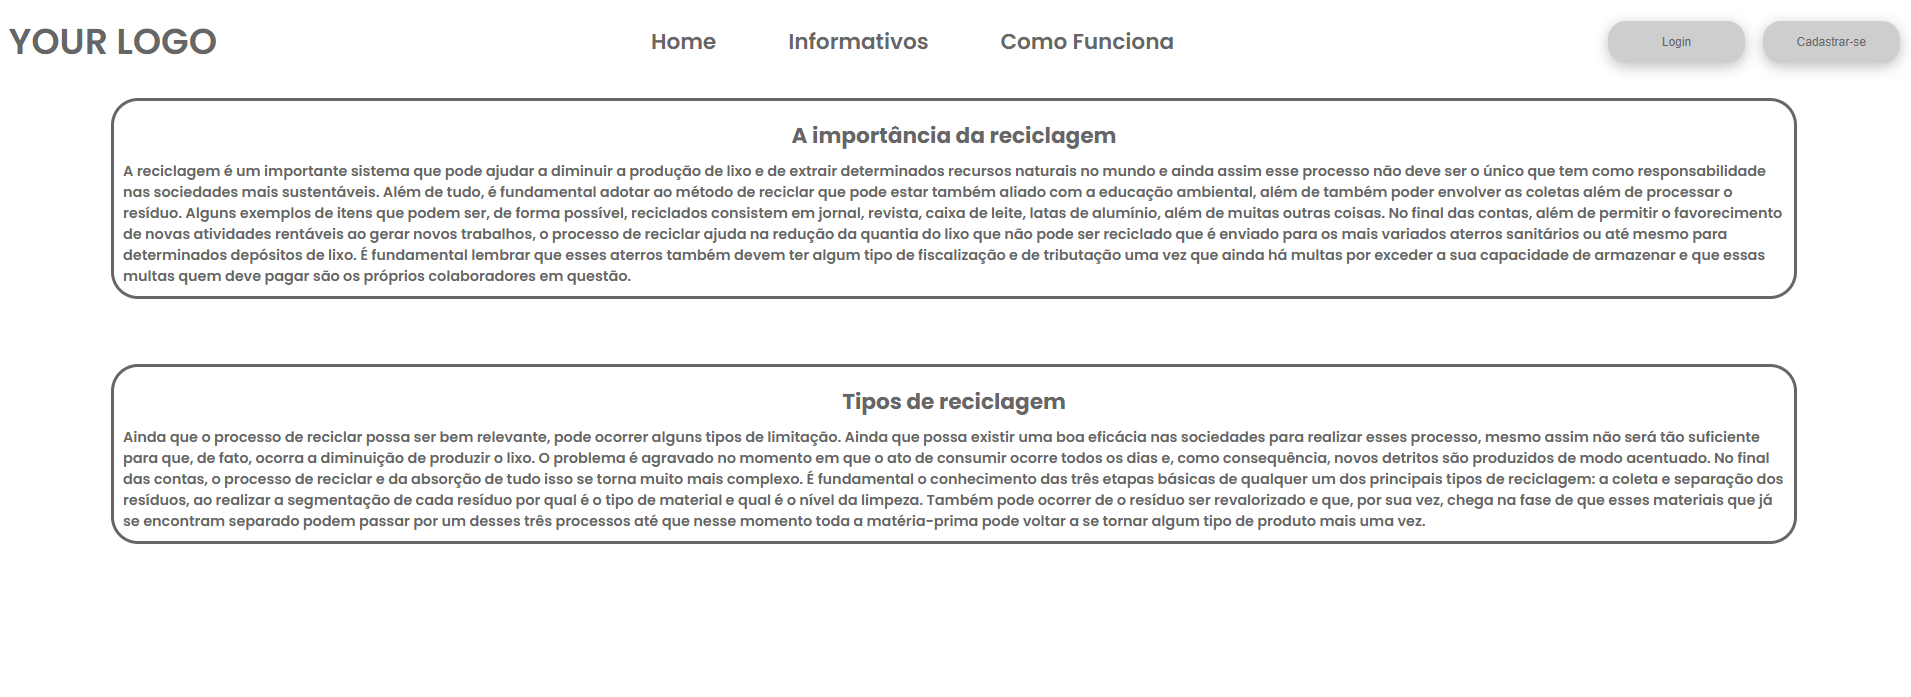 YOUR LOGO
Home
Informativos
Como Funciona
Login
Cadastrar-se
A importância da reciclagem
A reciclagem é um importante sistema que pode ajudar a diminuir a produção de lixo e de extrair determinados recursos naturais no mundo e ainda assim esse processo não deve ser o único que tem como responsabilidade
nas sociedades mais sustentáveis. Além de tudo, é fundamental adotar ao método de reciclar que pode estar também aliado com a educação ambiental, além de também poder envolver as coletas além de processar o
resíduo. Alguns exemplos de itens que podem ser, de forma possível, reciclados consistem em jornal, revista, caixa de leite, latas de alumínio, além de muitas outras coisas. No final das contas, além de permitir o favorecimento
de novas atividades rentáveis ao gerar novos trabalhos, o processo de reciclar ajuda na redução da quantia do lixo que não pode ser reciclado que é enviado para os mais variados aterros sanitários ou até mesmo para
determinados depósitos de lixo. É fundamental lembrar que esses aterros também devem ter algum tipo de fiscalização e de tributação uma vez que ainda há multas por exceder a sua capacidade de armazenar e que essas
multas quem deve pagar são os próprios colaboradores em questão.
Tipos de reciclagem
Ainda que o processo de reciclar possa ser bem relevante, pode ocorrer alguns tipos de limitação. Ainda que possa existir uma boa eficácia nas sociedades para realizar esses processo, mesmo assim não será tão suficiente
para que, de fato, ocorra a diminuição de produzir o lixo. O problema é agravado no momento em que o ato de consumir ocorre todos os dias e, como consequência, novos detritos são produzidos de modo acentuado. No final
das contas, o processo de reciclar e da absorção de tudo isso se torna muito mais complexo. É fundamental o conhecimento das três etapas básicas de qualquer um dos principais tipos de reciclagem: a coleta e separação dos
resíduos, ao realizar a segmentação de cada resíduo por qual é o tipo de material e qual é o nível da limpeza. Também pode ocorrer de o resíduo ser revalorizado e que, por sua vez, chega na fase de que esses materiais que já
se encontram separado podem passar por um desses três processos até que nesse momento toda a matéria-prima pode voltar a se tornar algum tipo de produto mais uma vez.